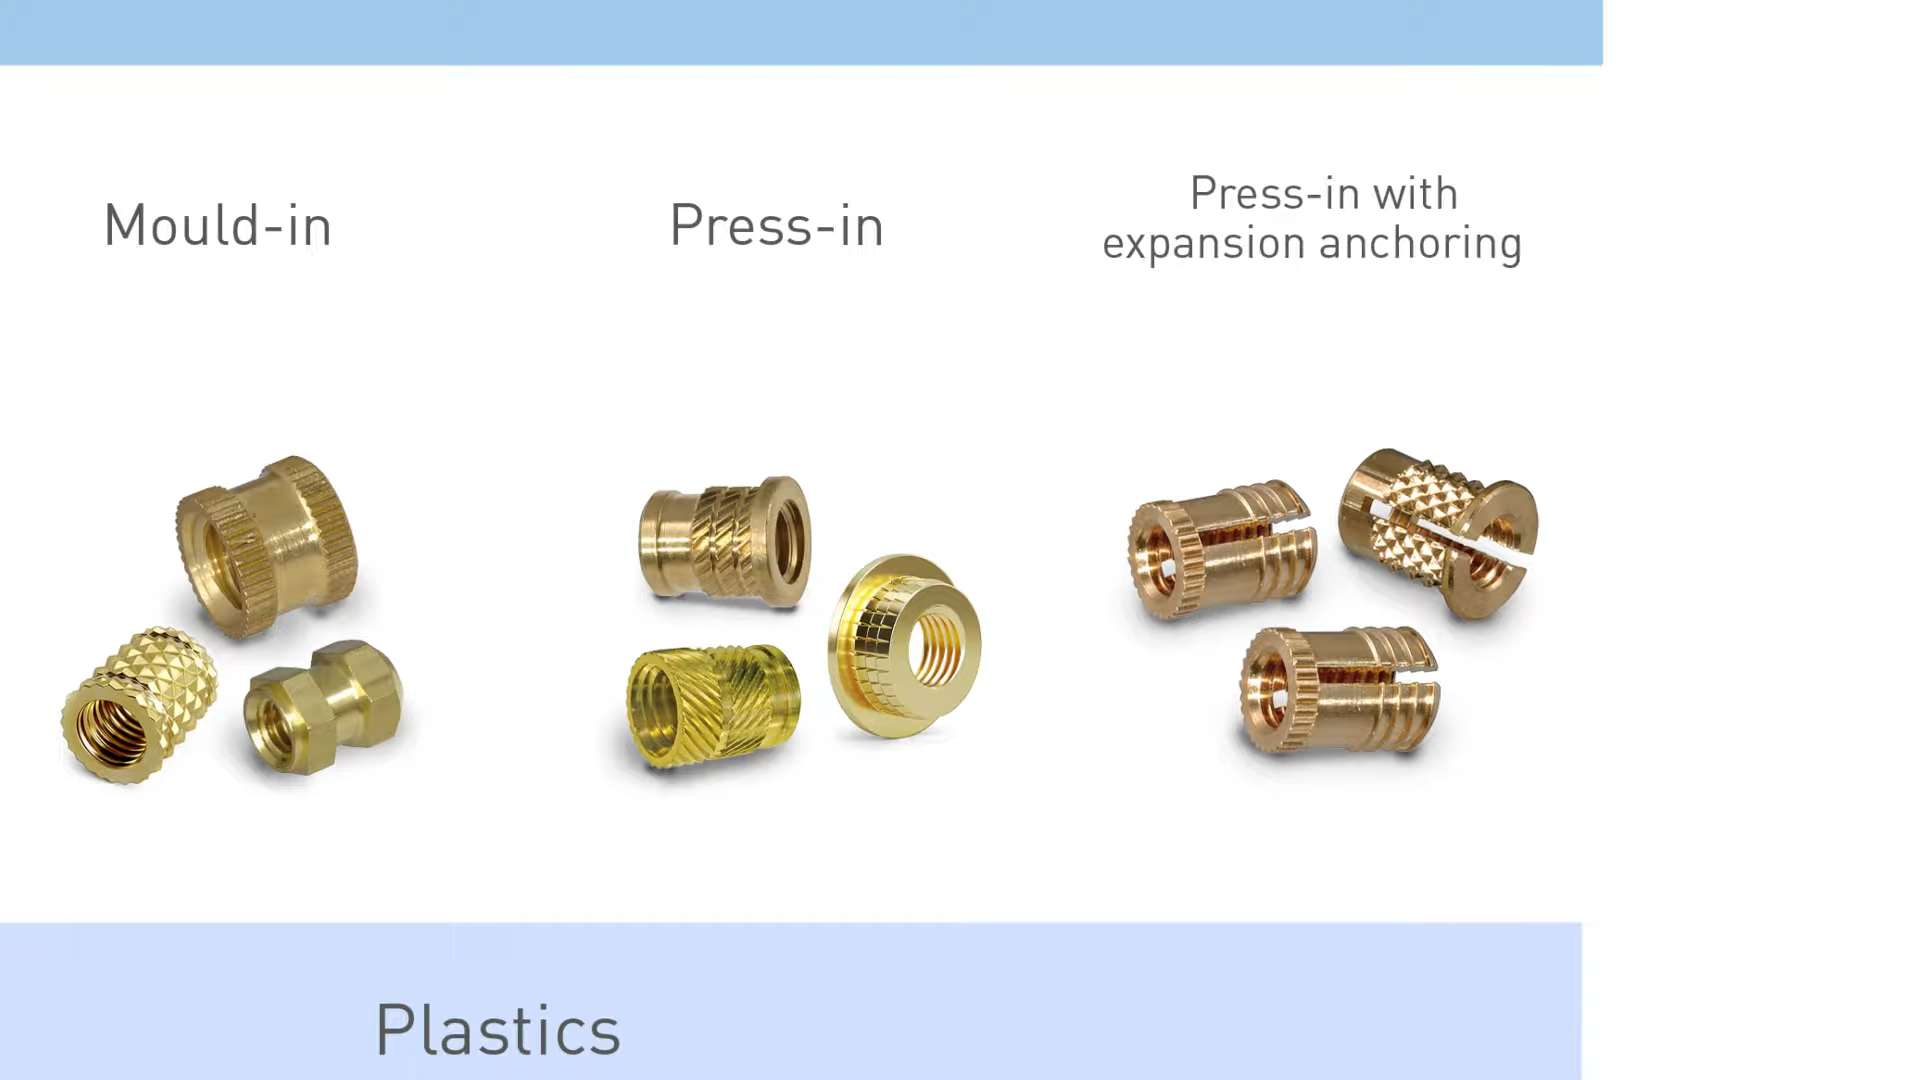 Mould-in
Press-in
Press-in with
expansion anchoring
Plastics